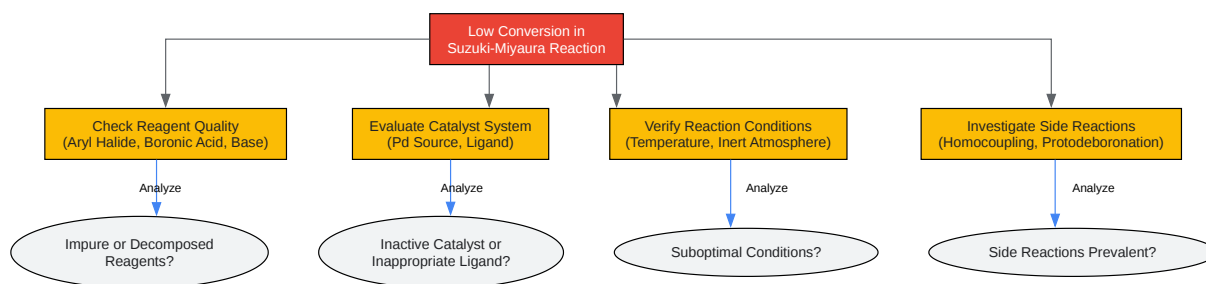 Low Conversion in
Suzuki-Miyaura Reaction
Check Reagent Quality
(Aryl Halide, Boronic Acid, Base)
Evaluate Catalyst System
(Pd Source, Ligand)
Verify Reaction Conditions
(Temperature, Inert Atmosphere)
Investigate Side Reactions
(Homocoupling, Protodeboronation)
Analyze
Analyze
Analyze
Analyze
Impure or Decomposed
Reagents?
Inactive Catalyst or
Inappropriate Ligand?
Suboptimal Conditions?
Side Reactions Prevalent?